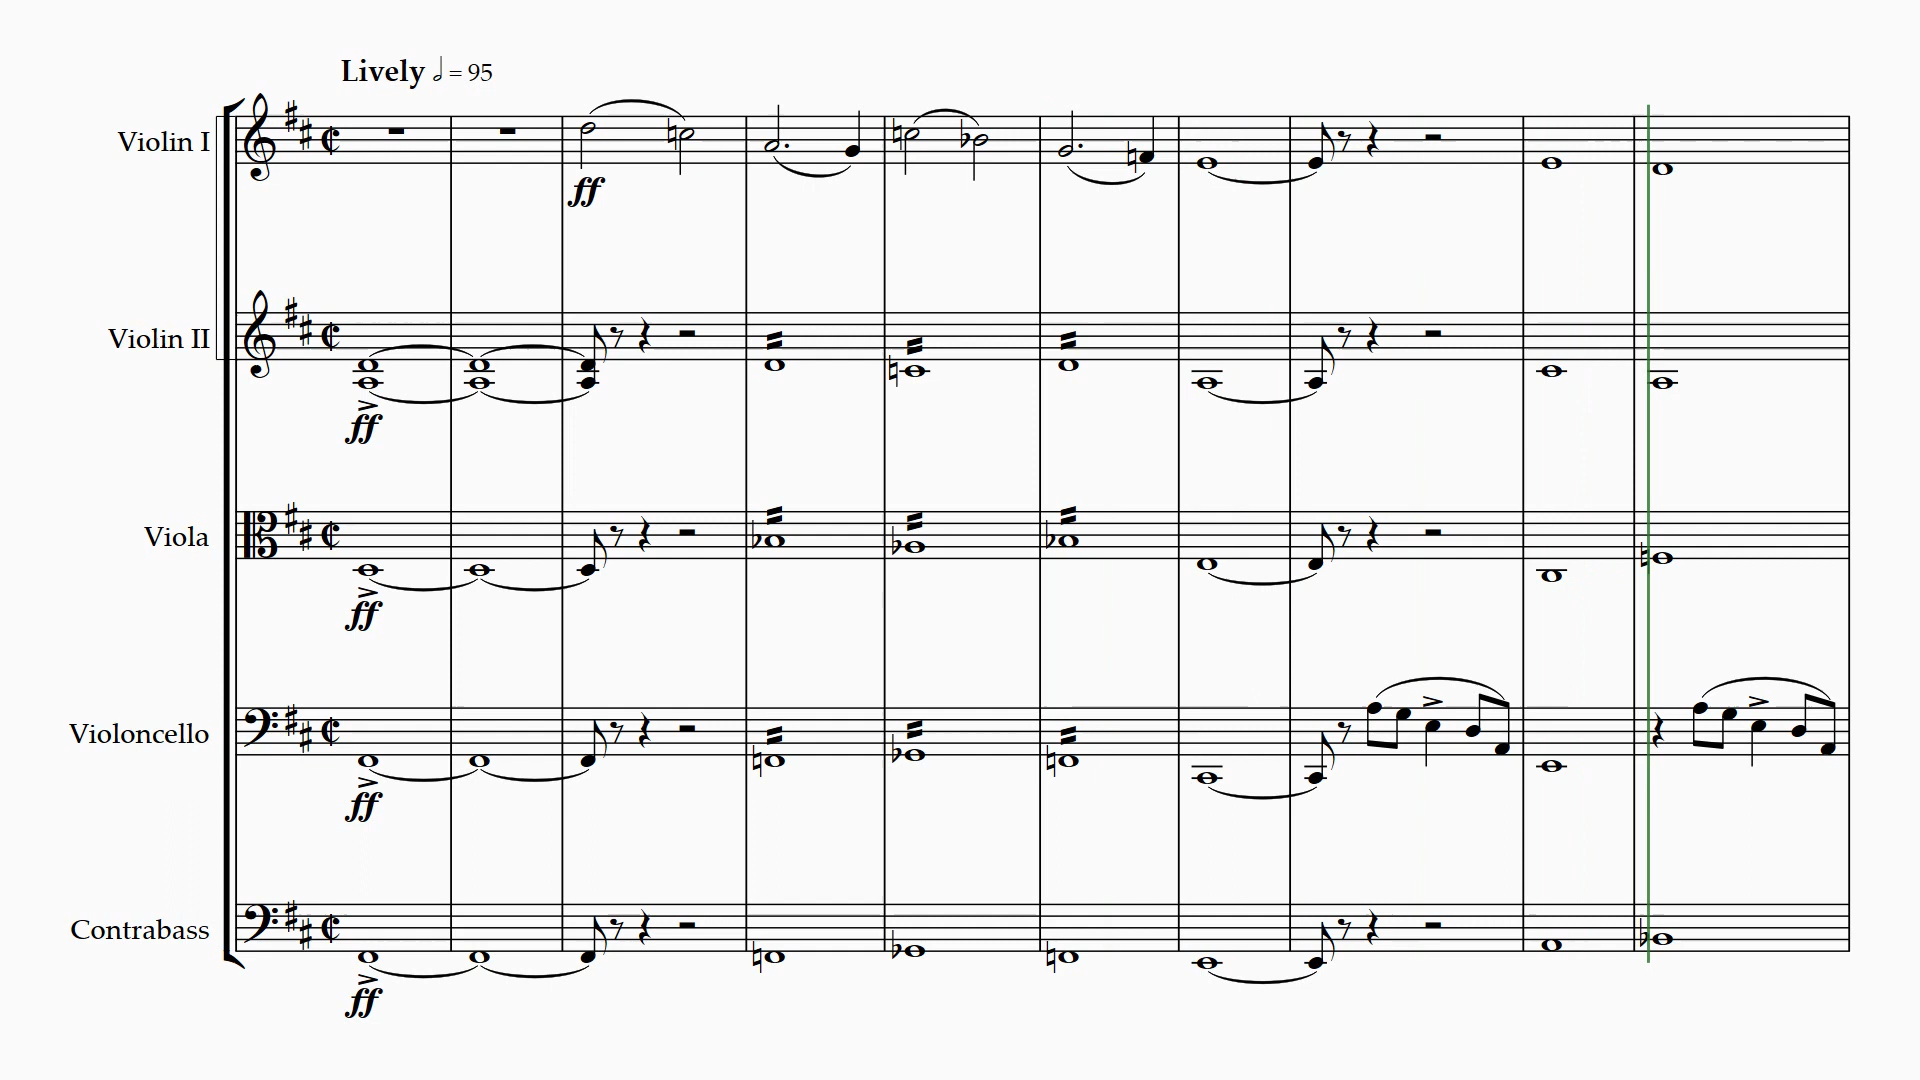 Lively 𝅗𝅥 = 95
Violin I
ff
Violin II
ff
Viola
ff
Violoncello
ff
Contrabass
ff